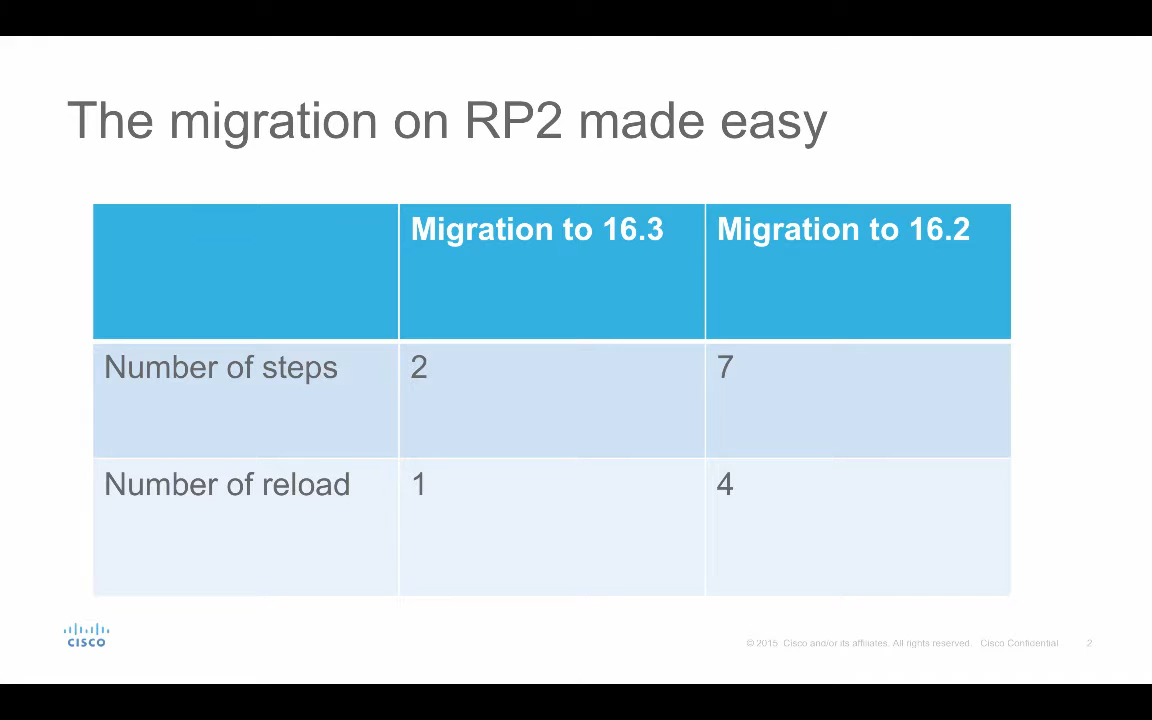 The migration on RP2 made easy
Migration to 16.3 Migration to 16.2
Number of steps 2 7
Number of reload 1 4
CISCO
© 2015 Cisco and/or its affiliates. All rights reserved. Cisco Confidential 2